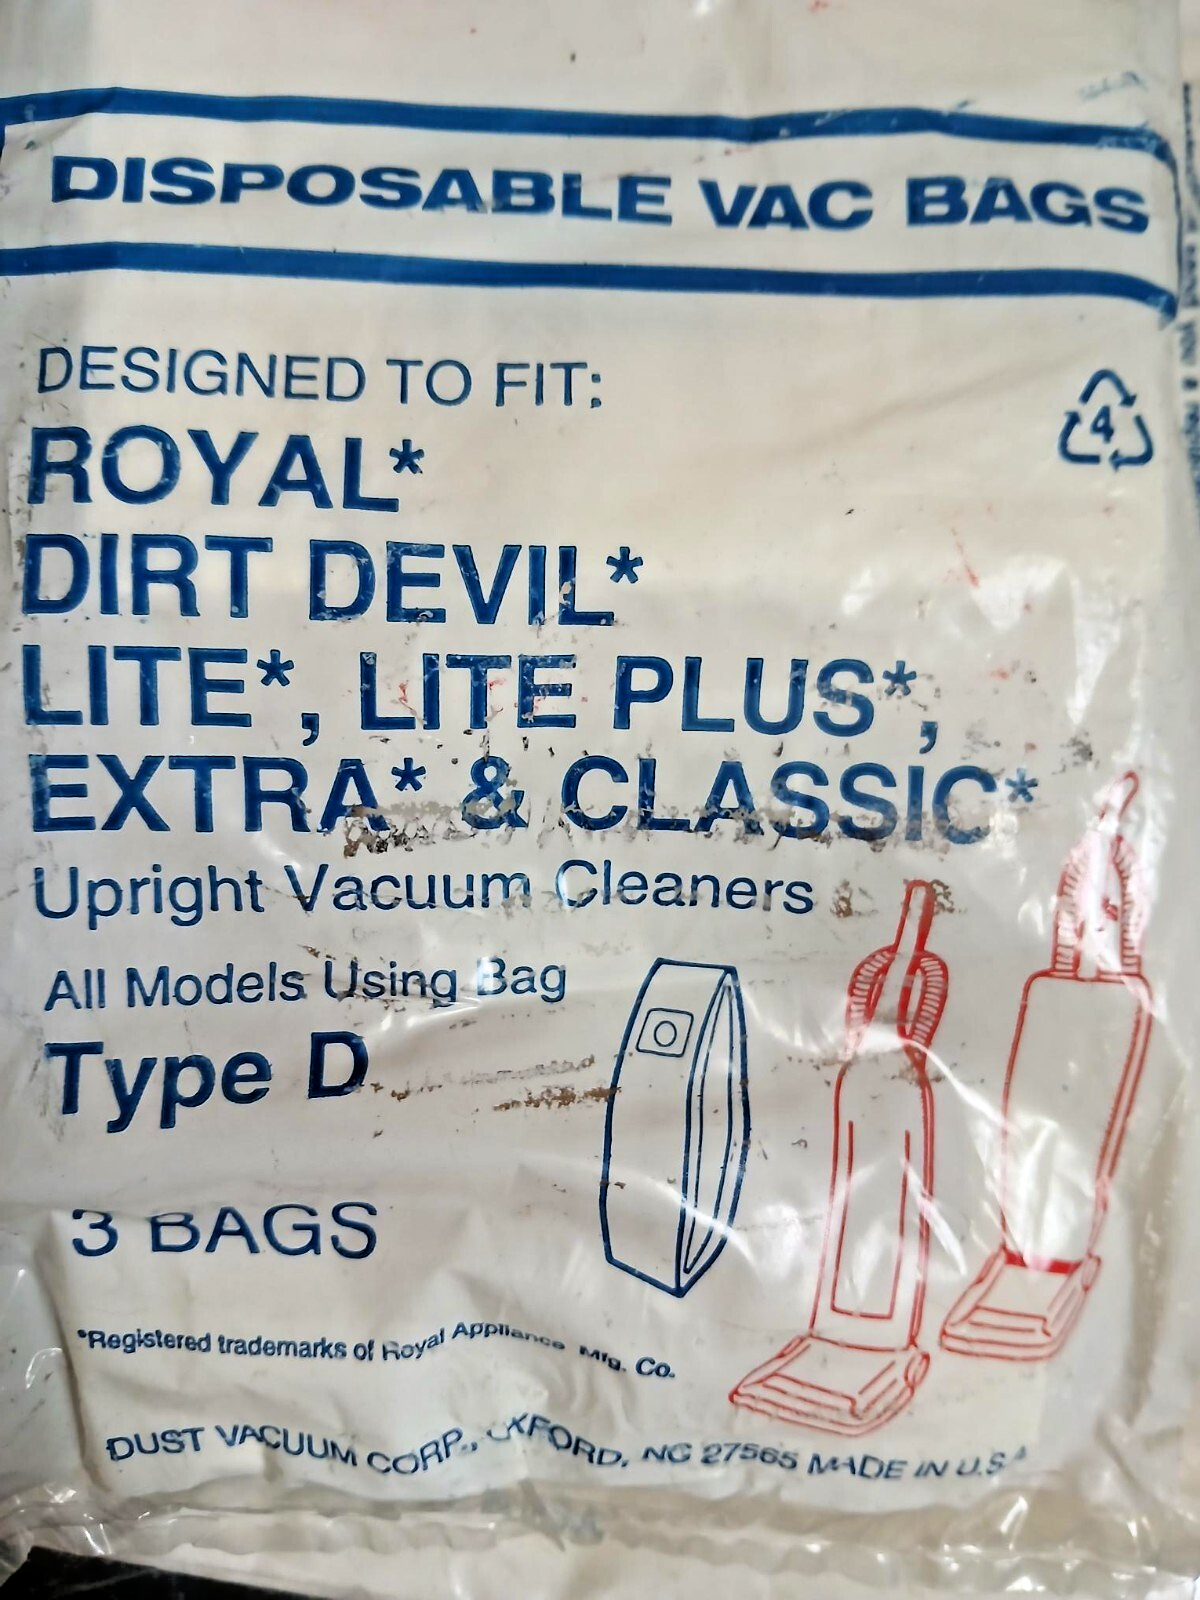 DISPOSABLE VAC BAGS
DESIGNED TO FIT:
4
ROYAL*
DIRT DEVIL*
LITE*, LITE PLUS*,
EXTRA* & CLASSIC*
Upright Vacuum Cleaners
All Models Using Bag
Type D
3 BAGS
*Registered trademarks of Royal Appliance Mfg. Co.
DUST VACUUM CORP., OXFORD, NC 27565 MADE IN U.S.A